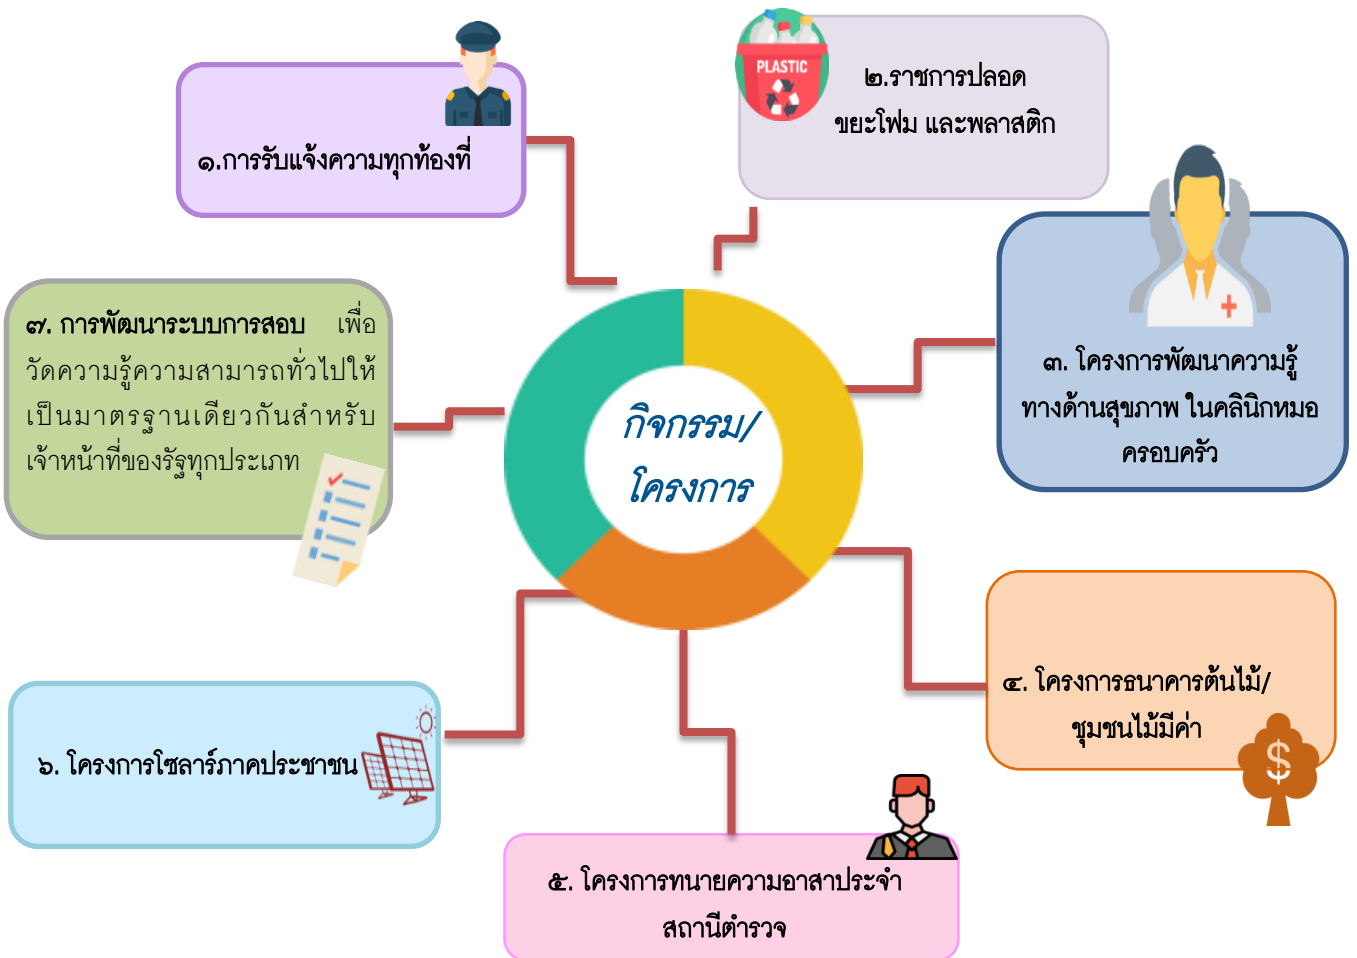 ๑.การรับแจ้งความทุกท้องที่
PLASTIC
๒.ราชการปลอด
ขยะโฟม และพลาสติก
๓. โครงการพัฒนาความรู้
ทางด้านสุขภาพ ในคลินิกหมอ
ครอบครัว
๔. โครงการธนาคารต้นไม้/
ชุมชนไม้มีค่า
$
๕. โครงการทนายความอาสาประจำ
สถานีตำรวจ
๖. โครงการโซลาร์ภาคประชาชน
๗. การพัฒนาระบบการสอบ เพื่อ
วัดความรู้ความสามารถทั่วไปให้
เป็นมาตรฐานเดียวกันสำหรับ
เจ้าหน้าที่ของรัฐทุกประเภท
กิจกรรม/
โครงการ